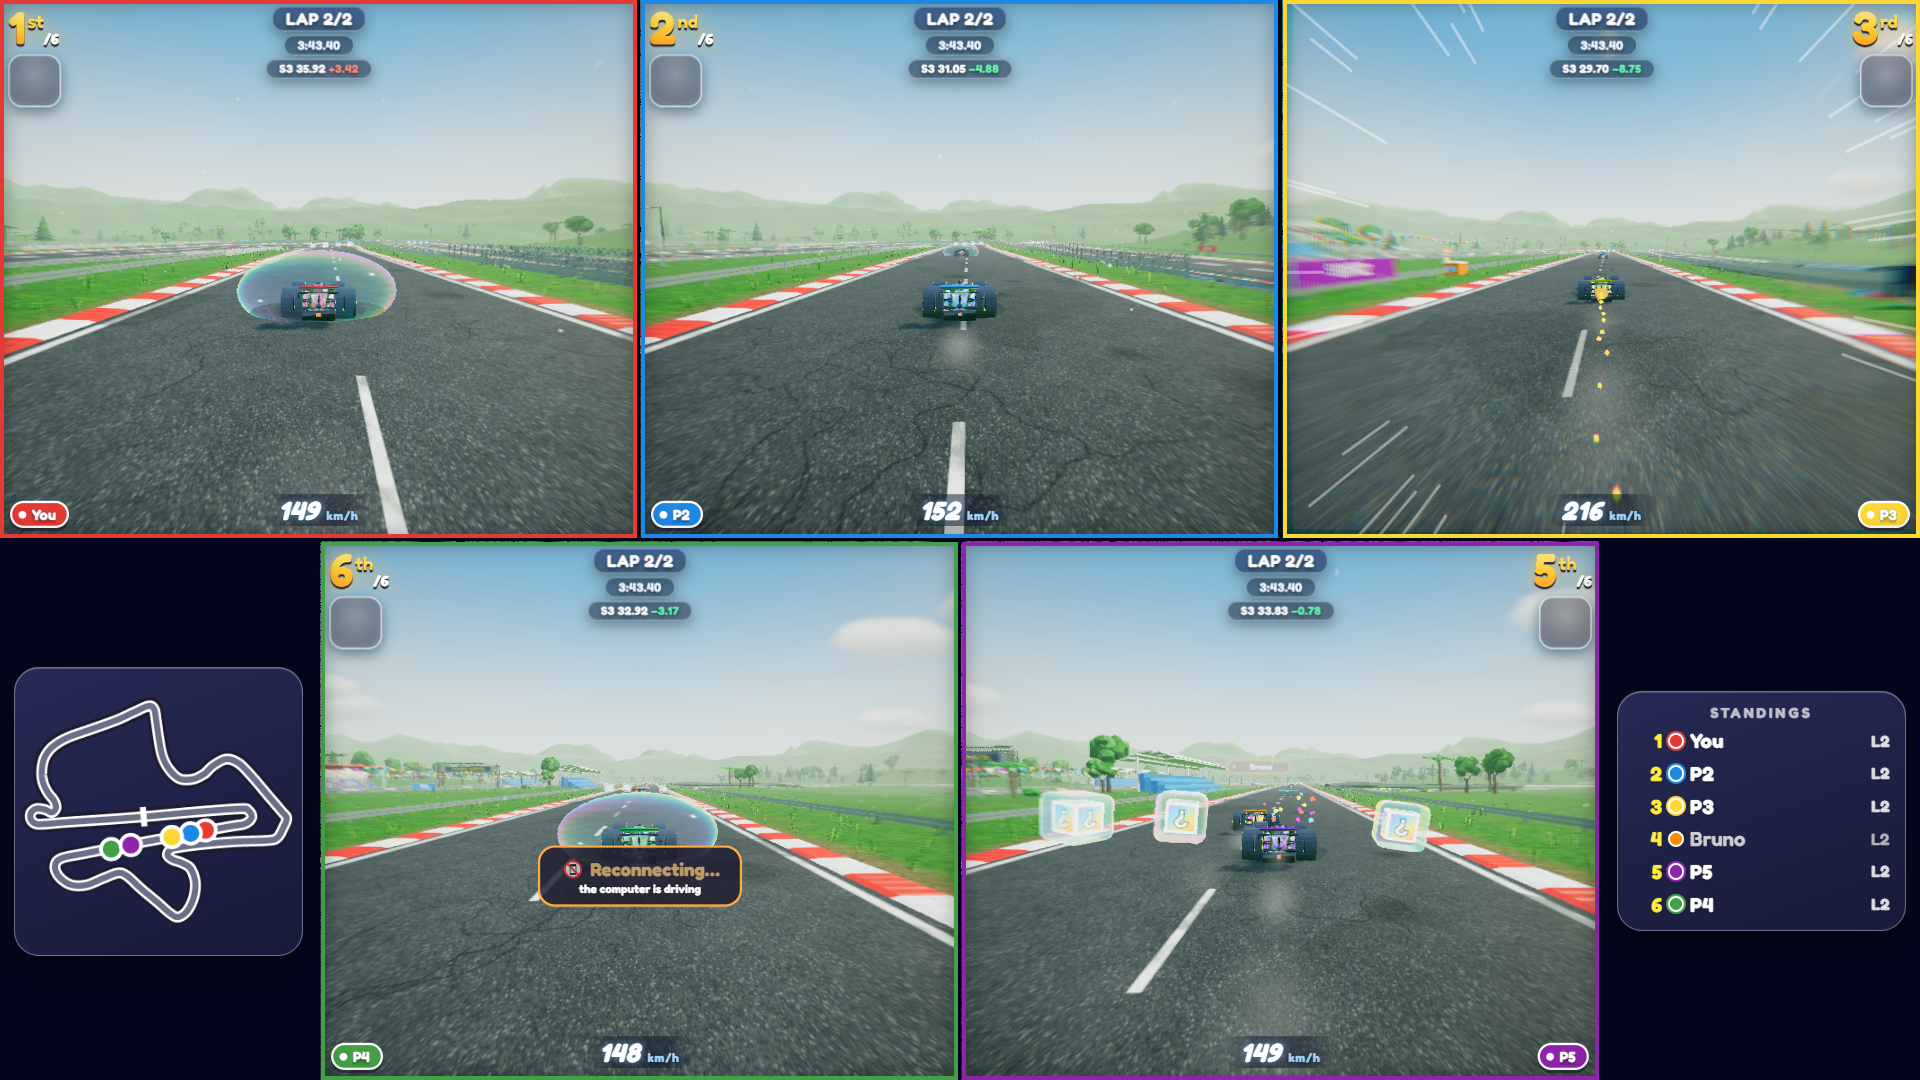 1st/6
LAP 2/2
3:43.40
S3 35.92 +3.42
149 km/h
You
2nd/6
LAP 2/2
3:43.40
S3 31.05 -4.88
152 km/h
P2
3rd/6
LAP 2/2
3:43.40
S3 29.70 -8.75
216 km/h
P3
6th/6
LAP 2/2
3:43.40
S3 32.92 -3.17
Reconnecting...
the computer is driving
148 km/h
P4
5th/6
LAP 2/2
3:43.40
S3 33.83 -0.78
Bruno
149 km/h
P5
STANDINGS
1 You L2
2 P2 L2
3 P3 L2
4 Bruno L2
5 P5 L2
6 P4 L2